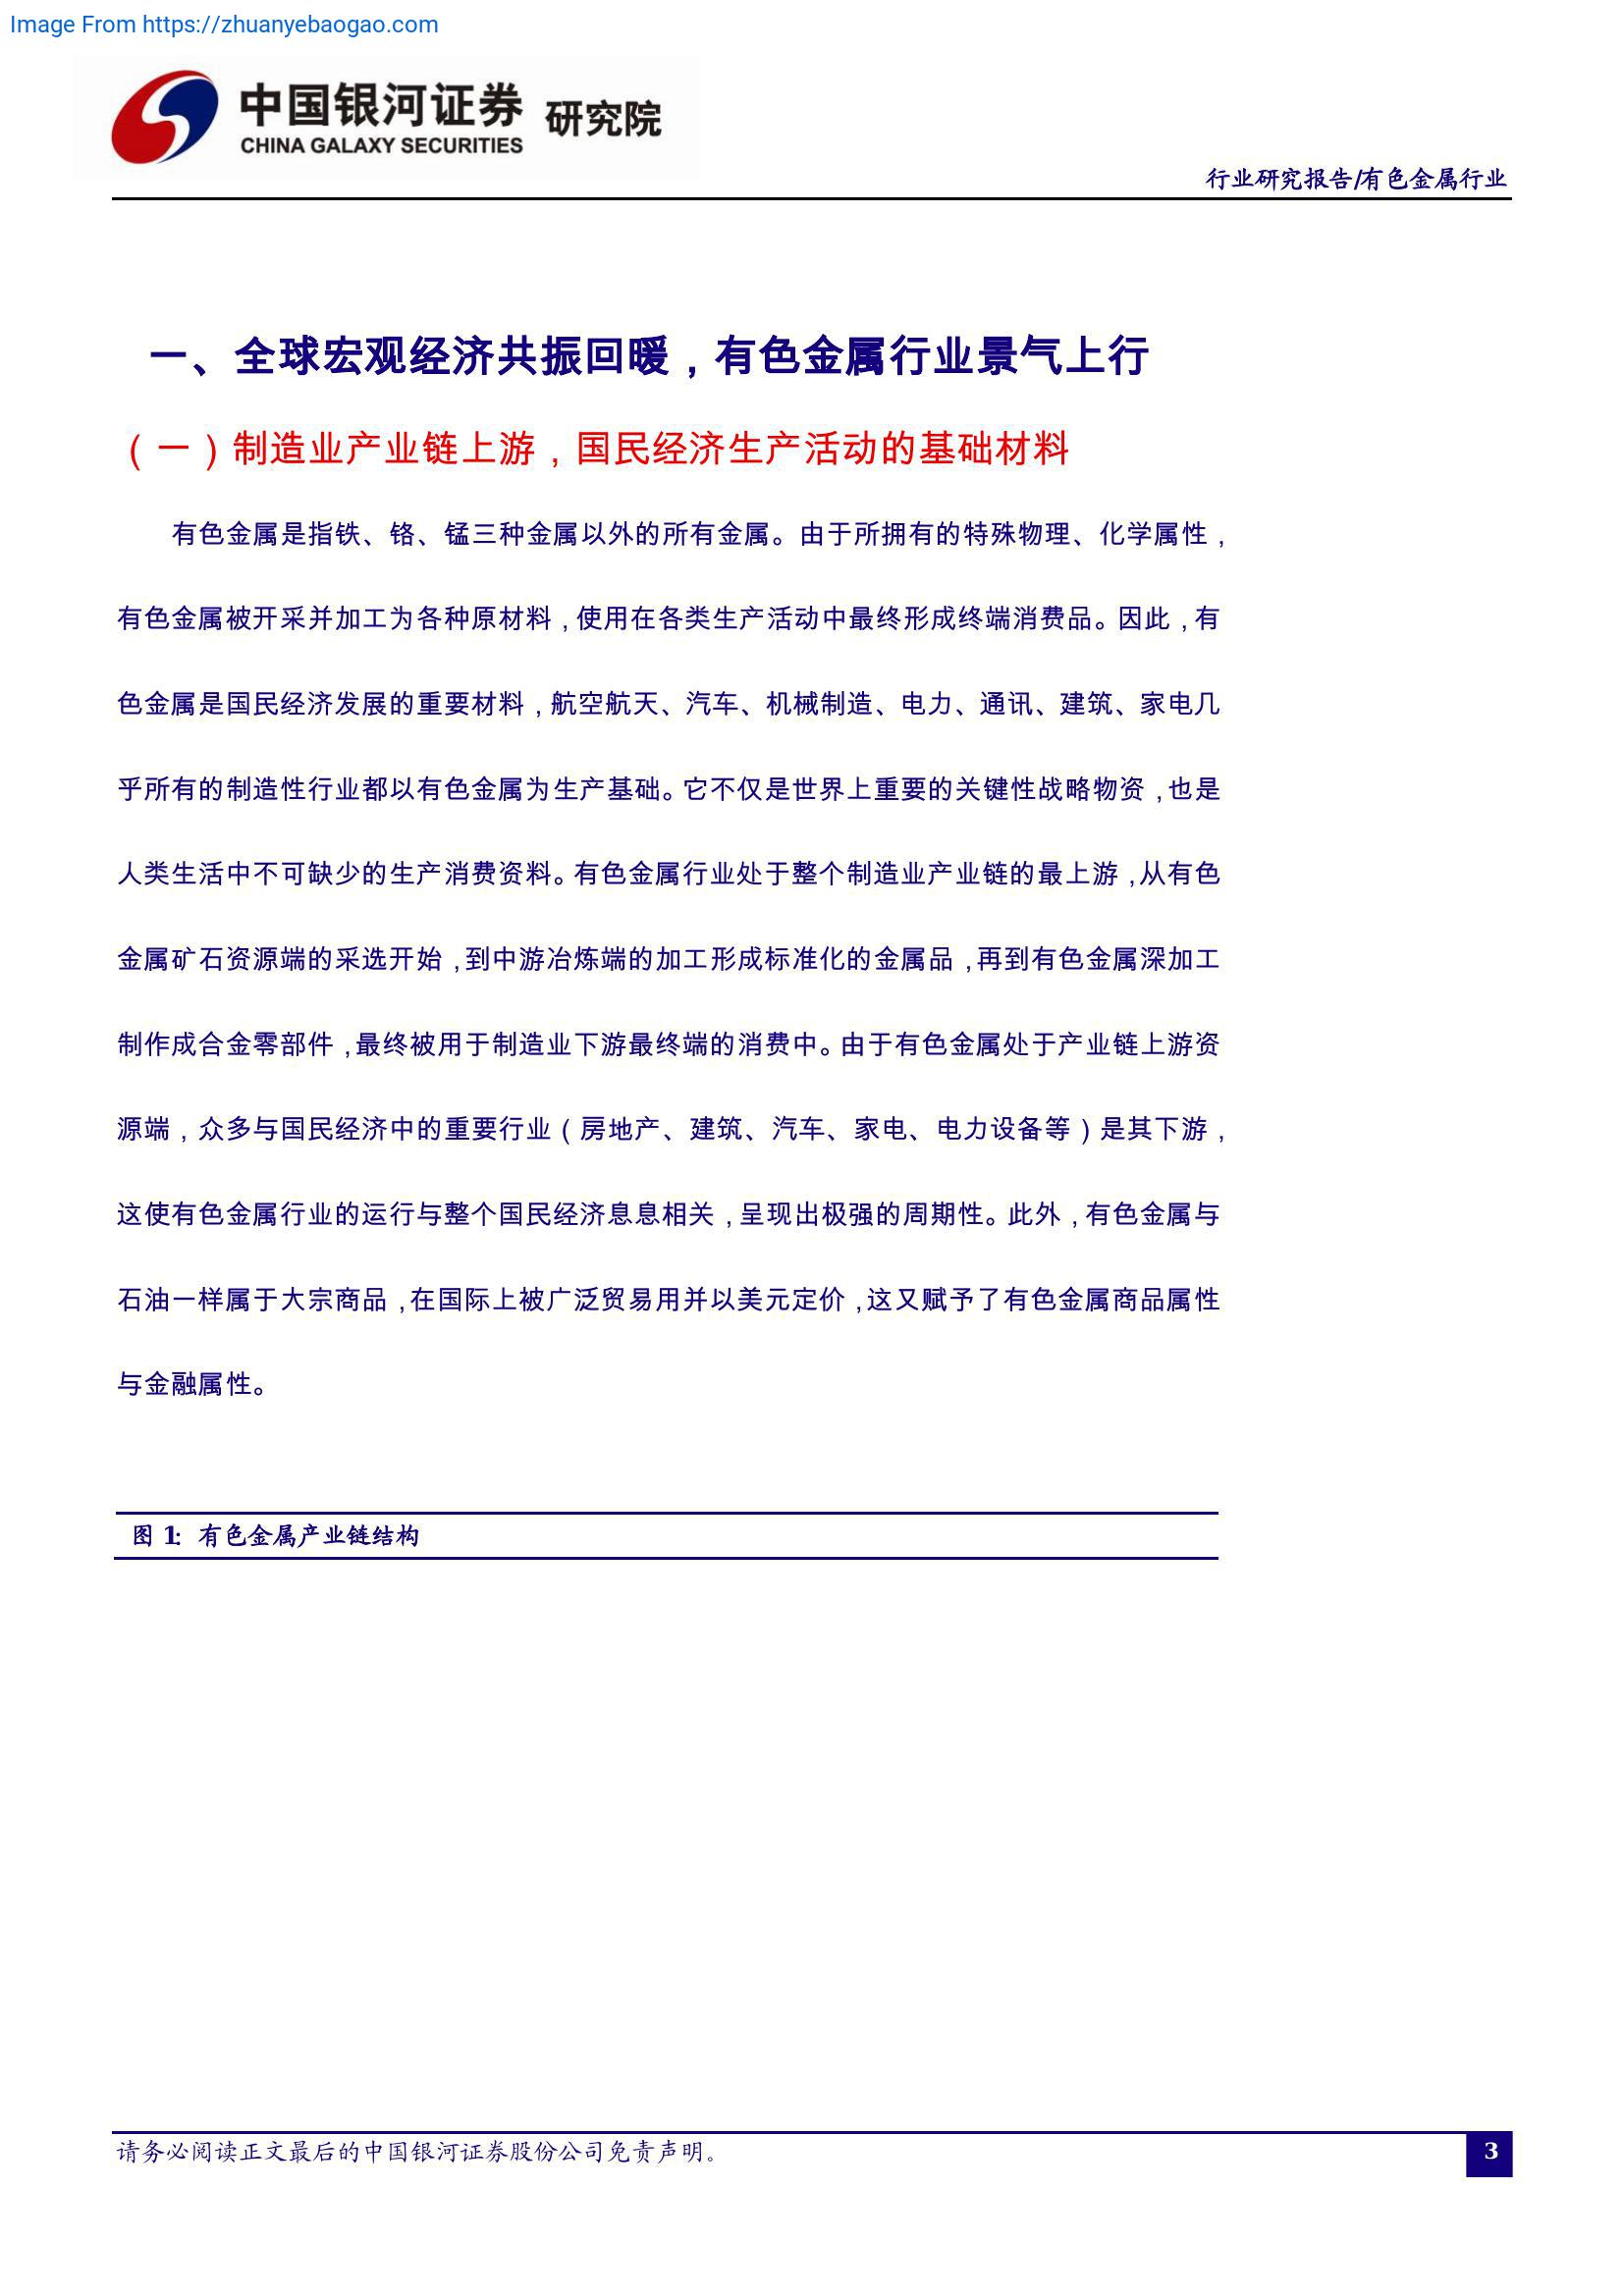 Image From https://zhuanyebaogao.com
中国银河证券 研究院
CHINA GALAXY SECURITIES
行业研究报告/有色金属行业
一、全球宏观经济共振回暖，有色金属行业景气上行
（一）制造业产业链上游，国民经济生产活动的基础材料
有色金属是指铁、铬、锰三种金属以外的所有金属。由于所拥有的特殊物理、化学属性，
有色金属被开采并加工为各种原材料，使用在各类生产活动中最终形成终端消费品。因此，有
色金属是国民经济发展的重要材料，航空航天、汽车、机械制造、电力、通讯、建筑、家电几
乎所有的制造性行业都以有色金属为生产基础。它不仅是世界上重要的关键性战略物资，也是
人类生活中不可缺少的生产消费资料。有色金属行业处于整个制造业产业链的最上游，从有色
金属矿石资源端的采选开始，到中游冶炼端的加工形成标准化的金属品，再到有色金属深加工
制作成合金零部件，最终被用于制造业下游最终端的消费中。由于有色金属处于产业链上游资
源端，众多与国民经济中的重要行业（房地产、建筑、汽车、家电、电力设备等）是其下游，
这使有色金属行业的运行与整个国民经济息息相关，呈现出极强的周期性。此外，有色金属与
石油一样属于大宗商品，在国际上被广泛贸易用并以美元定价，这又赋予了有色金属商品属性
与金融属性。
图 1：有色金属产业链结构
请务必阅读正文最后的中国银河证券股份公司免责声明。
3